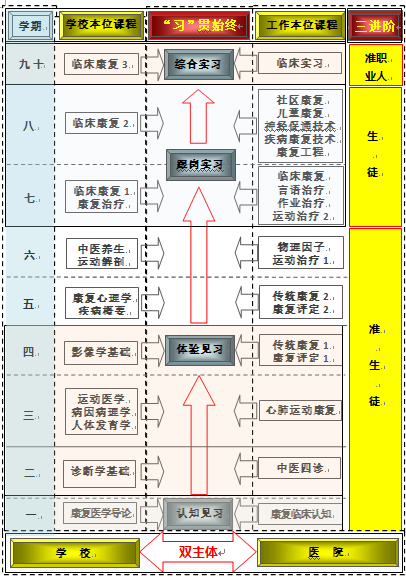 学期 学校本位课程 “习”贯始终 工作本位课程 三进阶
九 十 临床康复 3. 综合实习 临床实习. 准职
业人
八 临床康复 2 社区康复
儿童康复
神经促通技术
疾病康复技术
康复工程
生
徒
跟岗实习
七 临床康复 1
康复治疗
临床康复
言语治疗
作业治疗
运动治疗 2
六 中医养生
运动解剖
物理因子
运动治疗 1
五 康复心理学
疾病概要
传统康复 2
康复评定 2
准
生
徒
四 影像学基础 体验见习 传统康复 1
康复评定 1
三 运动医学
病因病理学
人体发育学
心肺运动康复
二 诊断学基础 中医四诊
一 康复医学导论 认知见习 康复临床认知
学 校 双主体 医 院